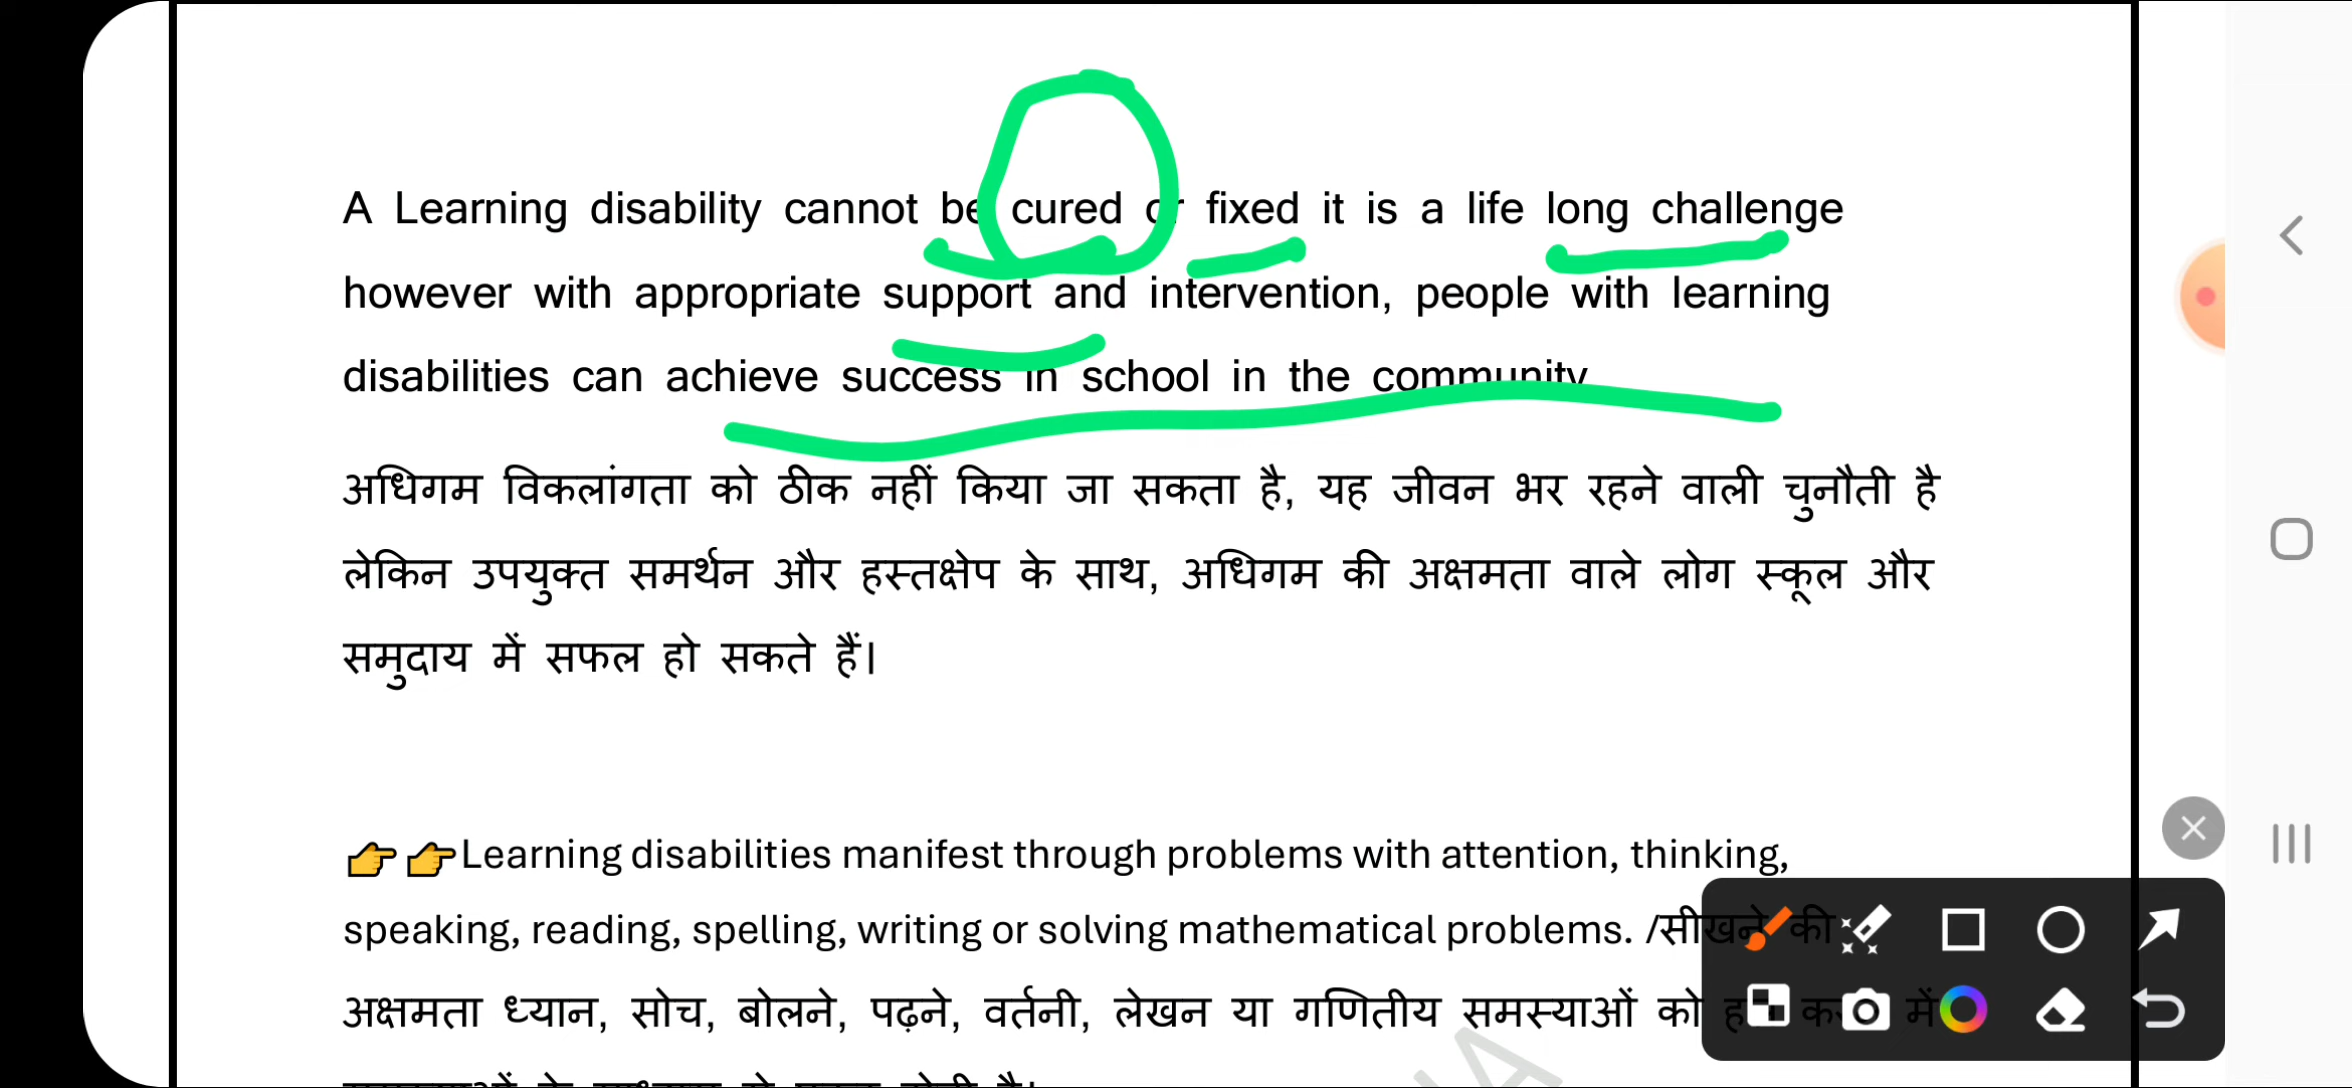 A Learning disability cannot be cured or fixed it is a life long challenge
however with appropriate support and intervention, people with learning
disabilities can achieve success in school in the community
अधिगम विकलांगता को ठीक नहीं किया जा सकता है, यह जीवन भर रहने वाली चुनौती है
लेकिन उपयुक्त समर्थन और हस्तक्षेप के साथ, अधिगम की अक्षमता वाले लोग स्कूल और
समुदाय में सफल हो सकते हैं।
👉👉Learning disabilities manifest through problems with attention, thinking,
speaking, reading, spelling, writing or solving mathematical problems. /सीखने की
अक्षमता ध्यान, सोच, बोलने, पढ़ने, वर्तनी, लेखन या गणितीय समस्याओं को में